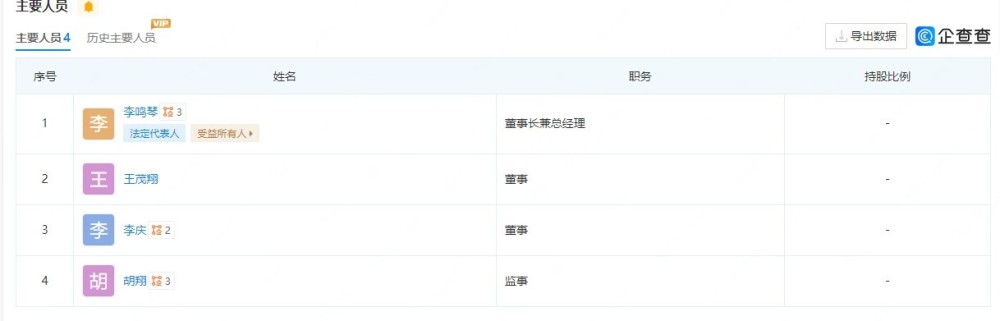 主要人员
VIP
主要人员 4 历史主要人员
导出数据 企查查
序号 姓名 职务 持股比例
李鸣琴 3
1 李 董事长兼总经理 -
法定代表人 受益所有人
2 王 王茂翔 董事 -
3 李 李庆 2 董事 -
4 胡 胡翔 3 监事 -